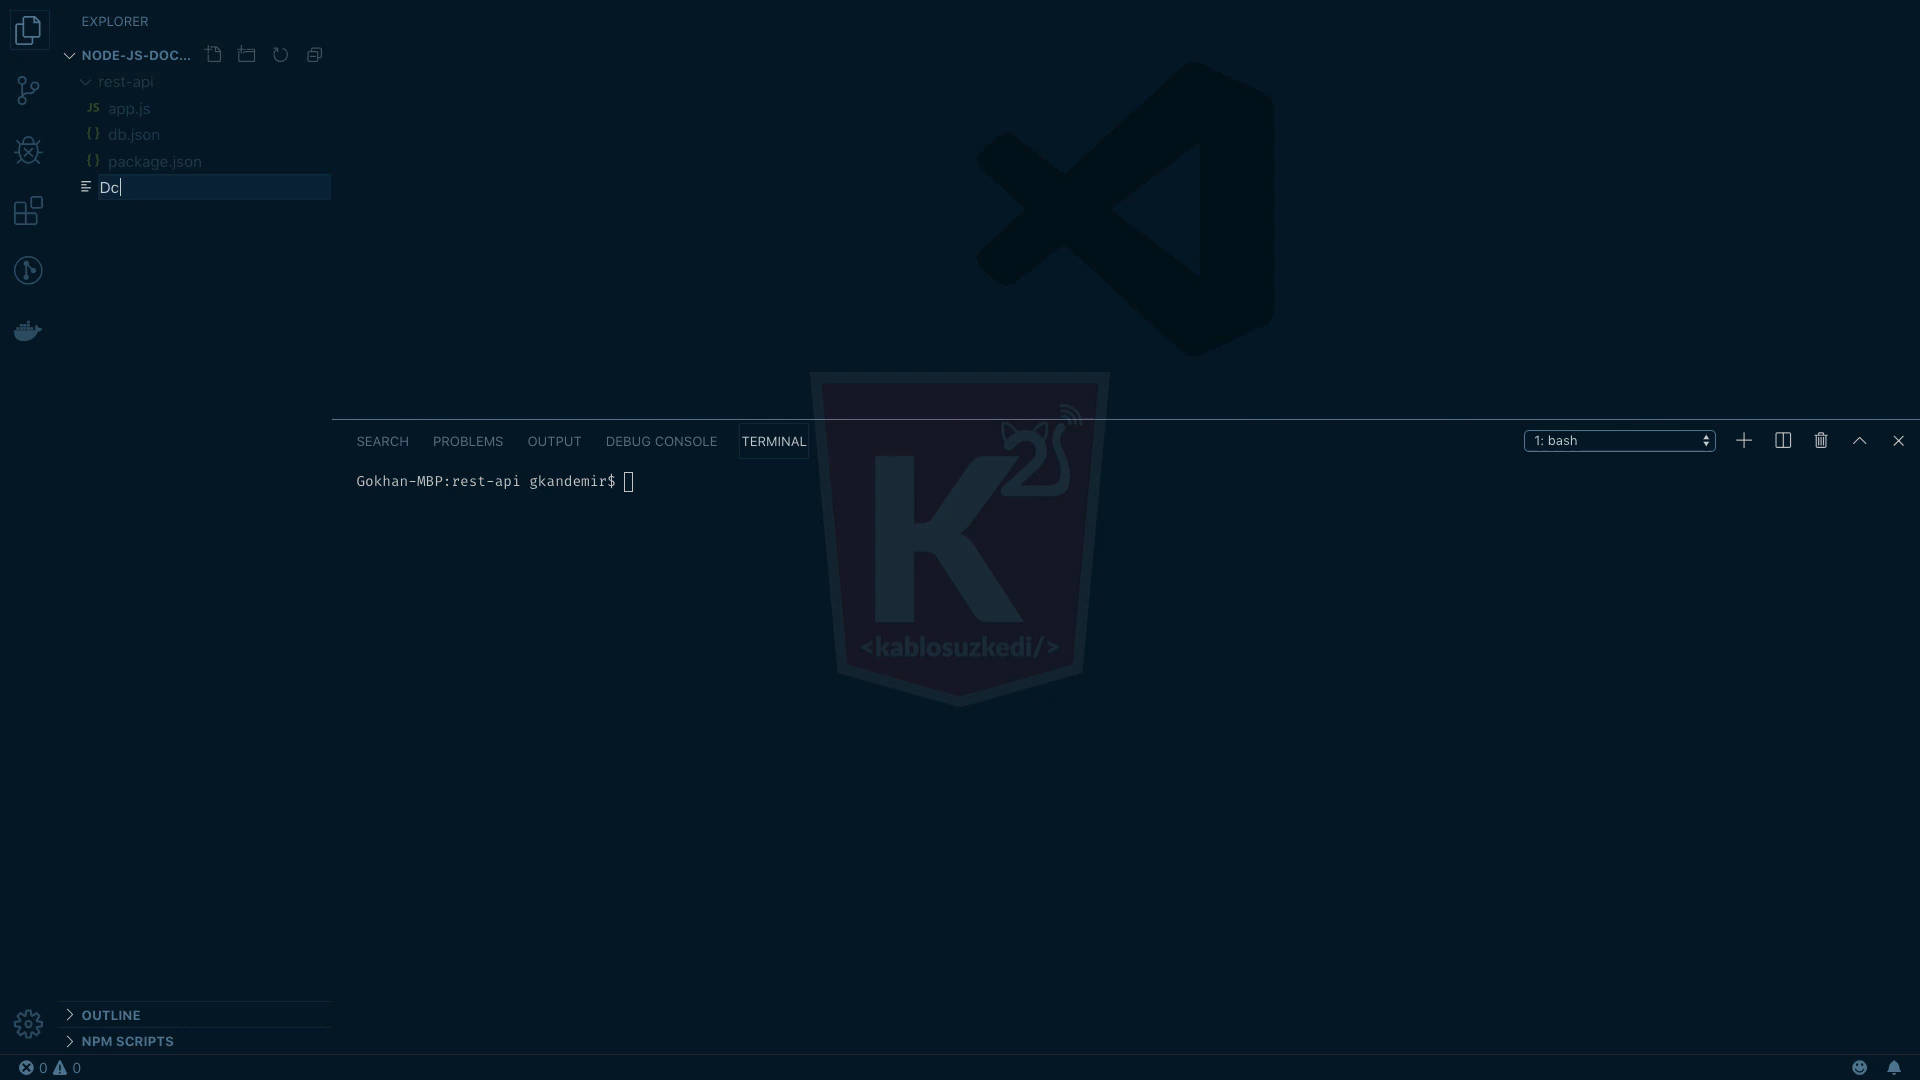 EXPLORER
NODE-JS-DOC...
rest-api
JS app.js
{} db.json
{} package.json
Dc
SEARCH PROBLEMS OUTPUT DEBUG CONSOLE TERMINAL
1: bash
Gokhan-MBP:rest-api gkandemir$
K
<kablosuzkedi/>
OUTLINE
NPM SCRIPTS
0 0